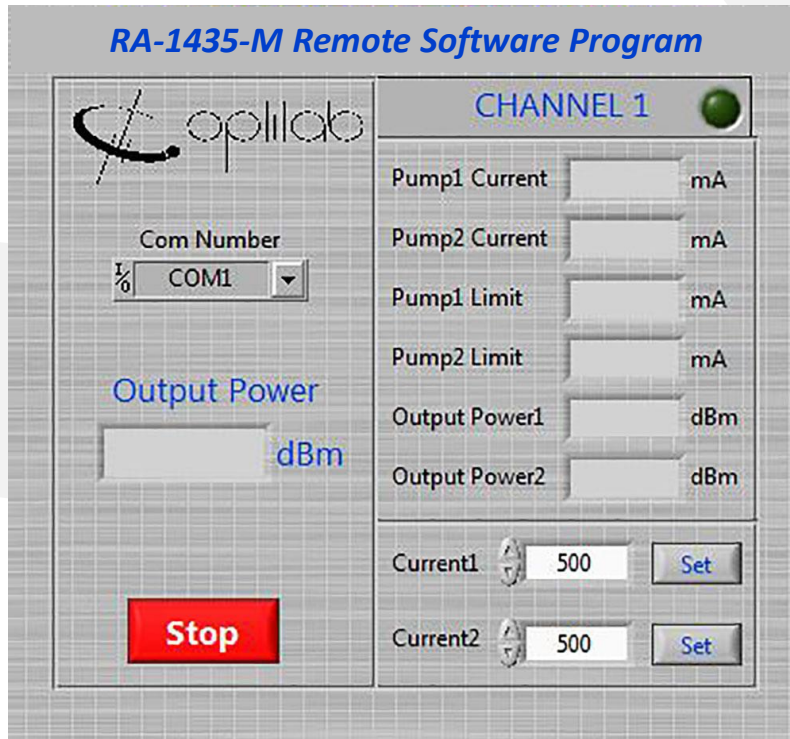 RA-1435-M Remote Software Program
oplilab
Com Number
I/O COM1
Output Power
dBm
Stop
CHANNEL 1
Pump1 Current mA
Pump2 Current mA
Pump1 Limit mA
Pump2 Limit mA
Output Power1 dBm
Output Power2 dBm
Current1 500 Set
Current2 500 Set